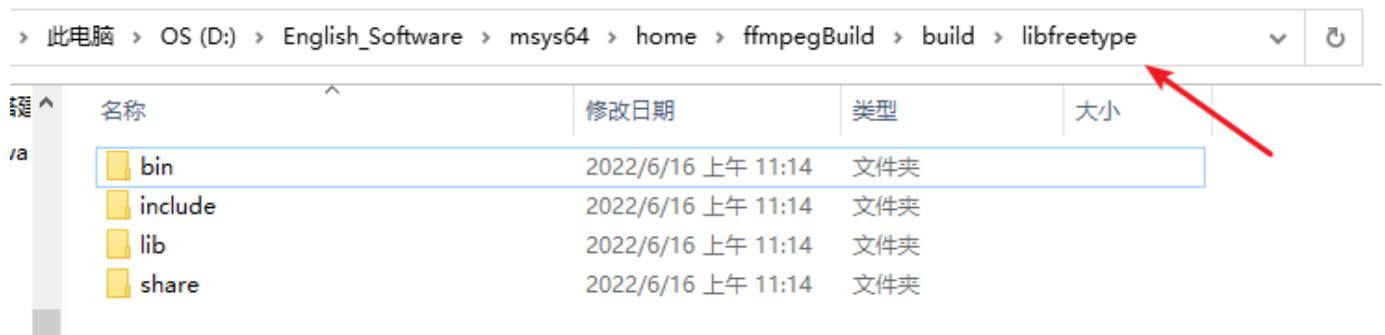 › 此电脑 › OS (D:) › English_Software › msys64 › home › ffmpegBuild › build › libfreetype
名称 修改日期 类型 大小
bin 2022/6/16 上午 11:14 文件夹
include 2022/6/16 上午 11:14 文件夹
lib 2022/6/16 上午 11:14 文件夹
share 2022/6/16 上午 11:14 文件夹